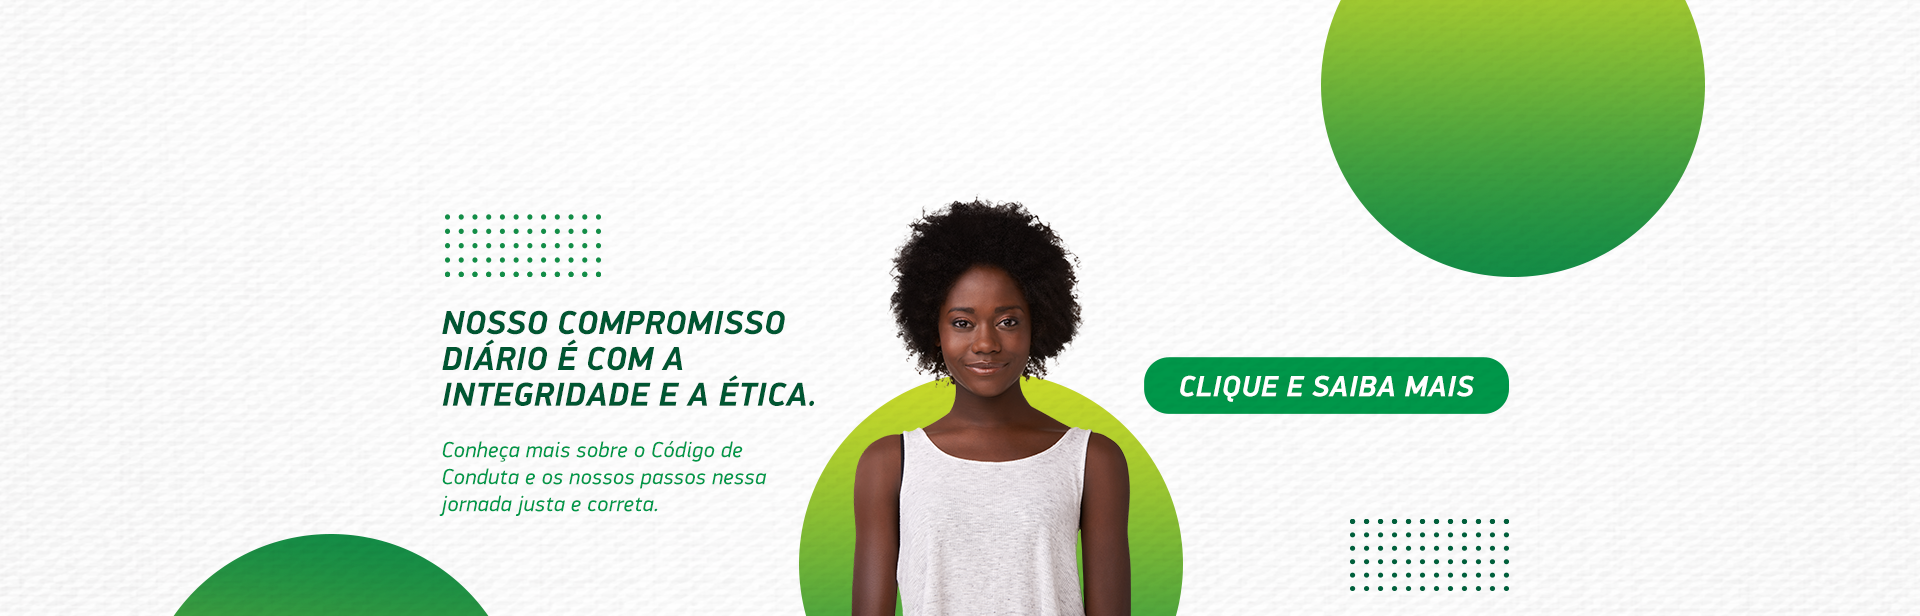 NOSSO COMPROMISSO
DIÁRIO É COM A
INTEGRIDADE E A ÉTICA.
Conheça mais sobre o Código de
Conduta e os nossos passos nessa
jornada justa e correta.
CLIQUE E SAIBA MAIS